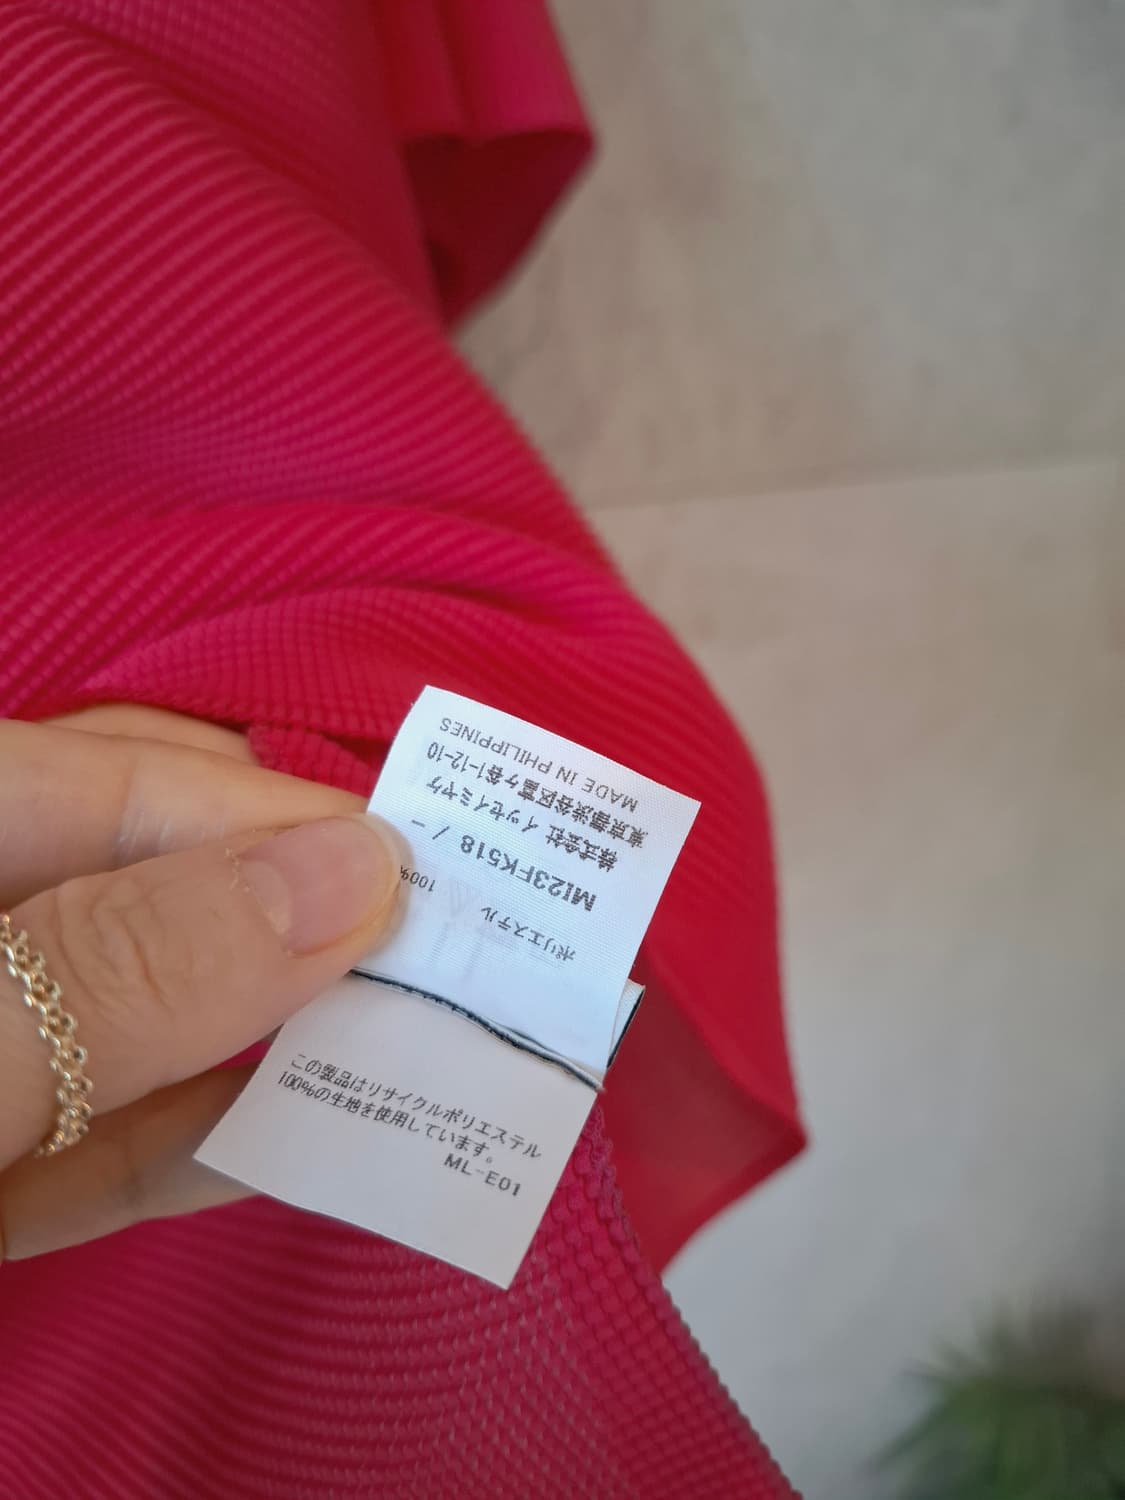 ポリエステル 100%
MI23FK518 / -
株式会社 イッセイミヤケ
東京都渋谷区富ヶ谷1-12-10
MADE IN PHILIPPINES
この製品はリサイクルポリエステル
100%の生地を使用しています。
ML-E01